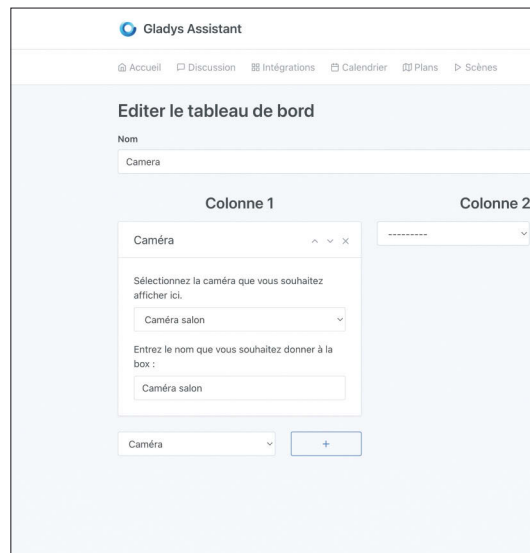 Gladys Assistant
Accueil Discussion Intégrations Calendrier Plans Scènes
Editer le tableau de bord
Nom
Camera
Colonne 1
Colonne 2
Caméra
---------
Sélectionnez la caméra que vous souhaitez
afficher ici.
Caméra salon
Entrez le nom que vous souhaitez donner à la
box :
Caméra salon
Caméra
+